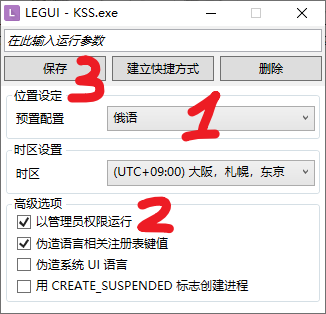 LEGUI - KSS.exe
在此输入运行参数
保存 建立快捷方式 删除
3
位置设定
1
预置配置 俄语
时区设置
时区 (UTC+09:00) 大阪，札幌，东京
高级选项
2
以管理员权限运行
伪造语言相关注册表键值
伪造系统 UI 语言
用 CREATE_SUSPENDED 标志创建进程